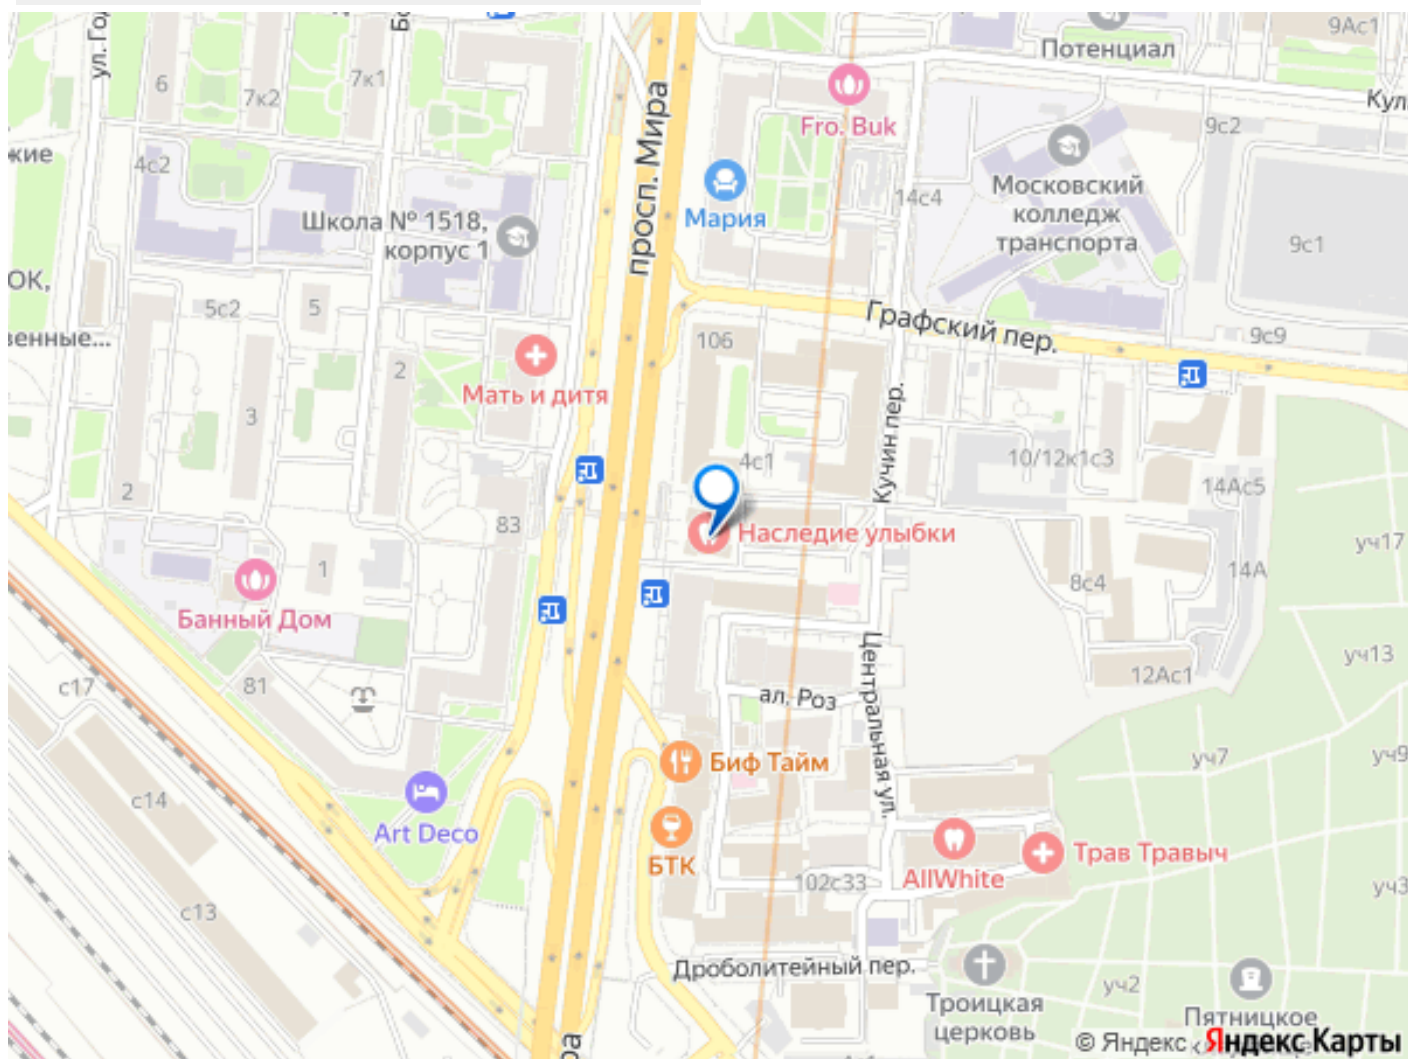 9Ас1
Потенциал
ул. Го
6
7к2
7к1
Fro. Buk
Кул
9с2
жие
4с2
просп. Мира
Мария
Школа № 1518,
корпус 1
14с4
Московский
колледж
транспорта
9с1
ОК,
5с2
5
венные...
Графский пер.
9с9
106
2
Мать и дитя
3
Кучин пер.
4с1
10/12к1с3
14Ас5
2
83
Наследие улыбки
уч17
1
8с4
14А
Банный Дом
Центральная ул.
уч13
с17
81
12Ас1
ал. Роз
Биф Тайм
уч7
уч9
с14
Art Deco
БТК
AllWhite
Трав Травыч
102с33
уч3
с13
Дроболитейный пер.
Троицкая
церковь
уч2
Пятницкое
ра
© Яндекс Яндекс Карты